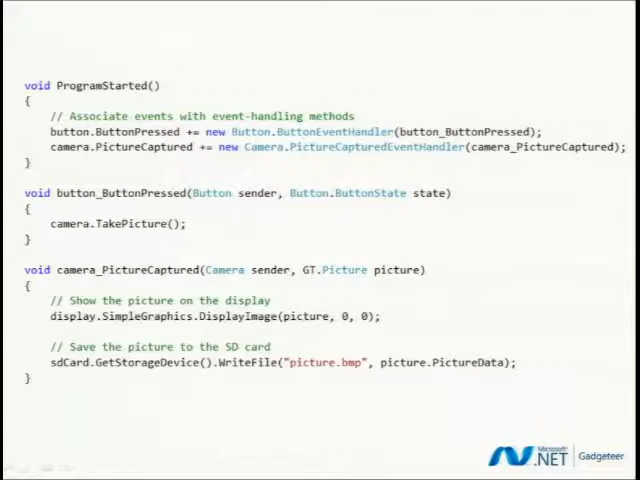 void ProgramStarted()
{
// Associate events with event-handling methods
button.ButtonPressed += new Button.ButtonEventHandler(button_ButtonPressed);
camera.PictureCaptured += new Camera.PictureCapturedEventHandler(camera_PictureCaptured);
}
void button_ButtonPressed(Button sender, Button.ButtonState state)
{
camera.TakePicture();
}
void camera_PictureCaptured(Camera sender, GT.Picture picture)
{
// Show the picture on the display
display.SimpleGraphics.DisplayImage(picture, 0, 0);
// Save the picture to the SD card
sdCard.GetStorageDevice().WriteFile("picture.bmp", picture.PictureData);
}
Microsoft®
.NET Gadgeteer